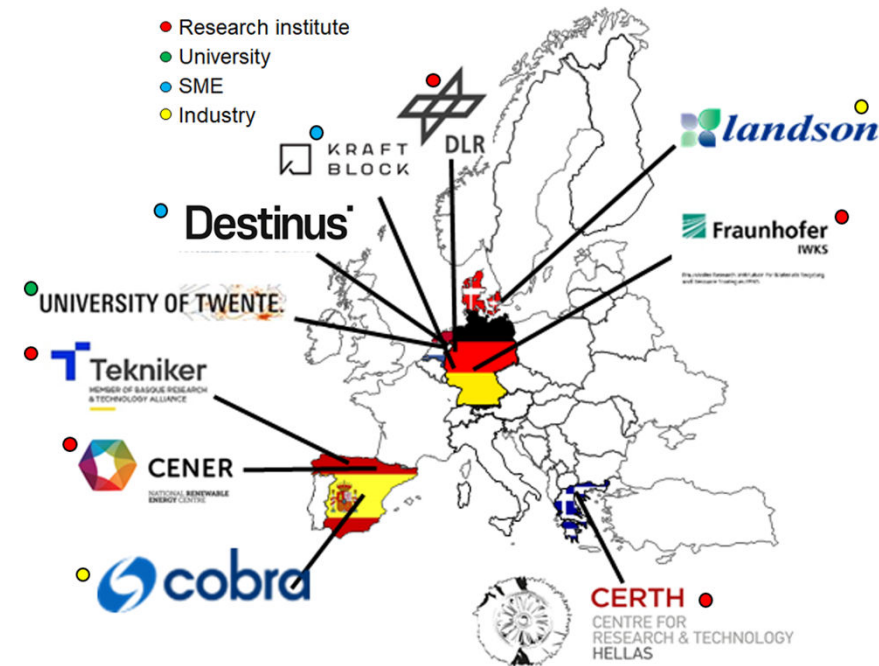 Research institute
University
SME
Industry
DLR
landson
KRAFT
BLOCK
Destinus
Fraunhofer
IWKS
UNIVERSITY OF TWENTE.
Tekniker
MEMBER OF BASQUE RESEARCH
& TECHNOLOGY ALLIANCE
CENER
NATIONAL RENEWABLE
ENERGY CENTRE
cobra
CERTH
CENTRE FOR
RESEARCH & TECHNOLOGY
HELLAS